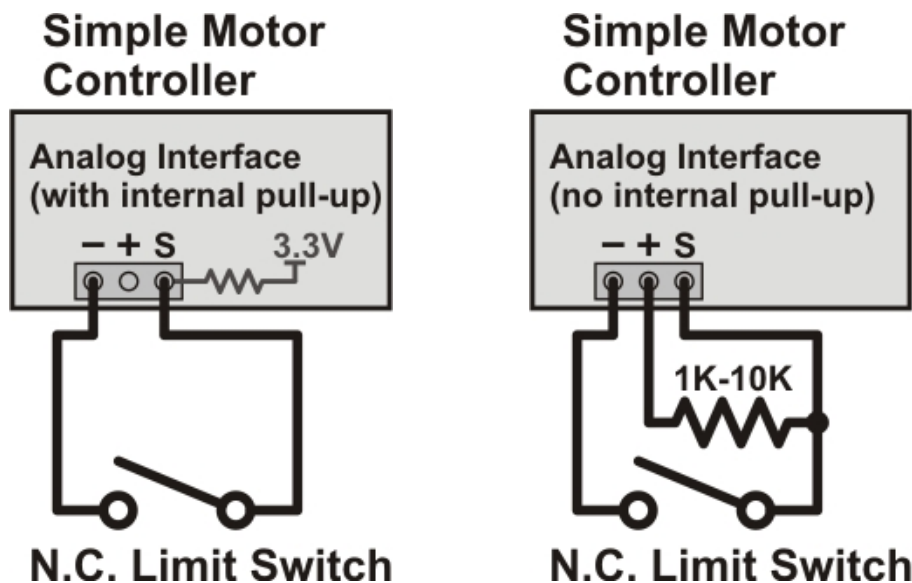 Simple Motor
Controller
Analog Interface
(with internal pull-up)
− + S
3.3V
N.C. Limit Switch
Simple Motor
Controller
Analog Interface
(no internal pull-up)
− + S
1K-10K
N.C. Limit Switch